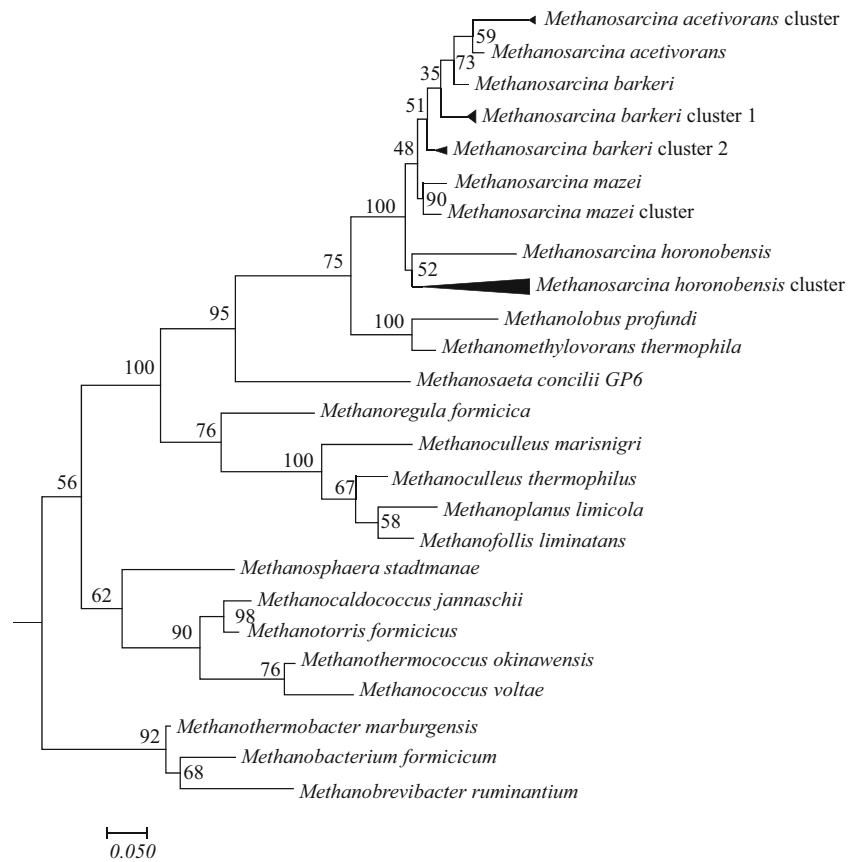 Methanosarcina acetivorans cluster
59
Methanosarcina acetivorans
73
35
Methanosarcina barkeri
51
Methanosarcina barkeri cluster 1
48
Methanosarcina barkeri cluster 2
Methanosarcina mazei
90
100
Methanosarcina mazei cluster
Methanosarcina horonobensis
75
52
Methanosarcina horonobensis cluster
95
100
Methanolobus profundi
Methanomethylovorans thermophila
100
Methanosaeta concilii GP6
Methanoregula formicica
76
Methanoculleus marisnigri
100
56
67
Methanoculleus thermophilus
Methanoplanus limicola
58
Methanofollis liminatans
Methanosphaera stadtmanae
62
Methanocaldococcus jannaschii
98
90
Methanotorris formicicus
Methanothermococcus okinawensis
76
Methanococcus voltae
Methanothermobacter marburgensis
92
Methanobacterium formicicum
68
Methanobrevibacter ruminantium
0.050